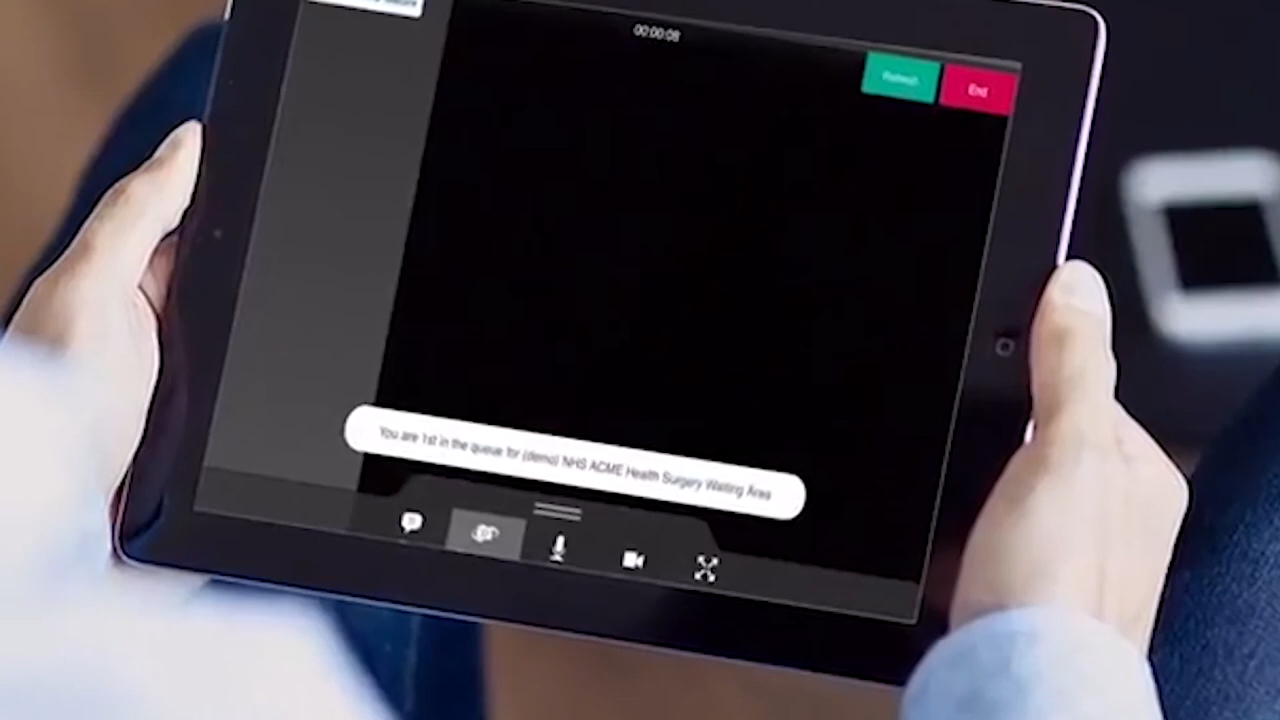 00:00:08
Refresh
End
You are 1st in the queue for (demo) NHS ACME Health Surgery Waiting Area